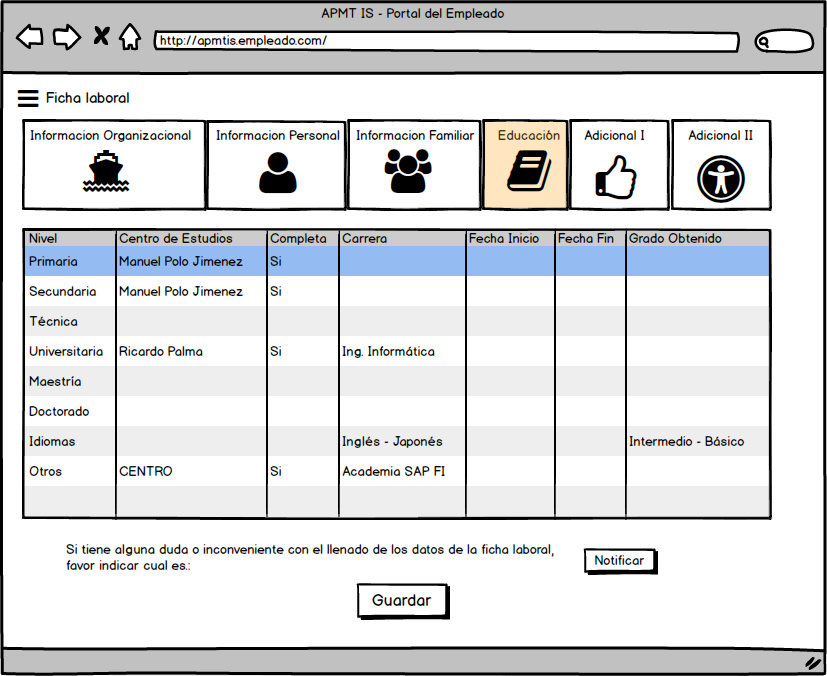 APMT IS - Portal del Empleado
http://apmtis.empleado.com/
Ficha laboral
Informacion Organizacional Informacion Personal Informacion Familiar Educación Adicional I Adicional II
Nivel Centro de Estudios Completa Carrera Fecha Inicio Fecha Fin Grado Obtenido
Primaria Manuel Polo Jimenez Si
Secundaria Manuel Polo Jimenez Si
Técnica
Universitaria Ricardo Palma Si Ing. Informática
Maestría
Doctorado
Idiomas Inglés - Japonés Intermedio - Básico
Otros CENTRO Si Academia SAP FI
Si tiene alguna duda o inconveniente con el llenado de los datos de la ficha laboral,
favor indicar cual es.:
Notificar
Guardar